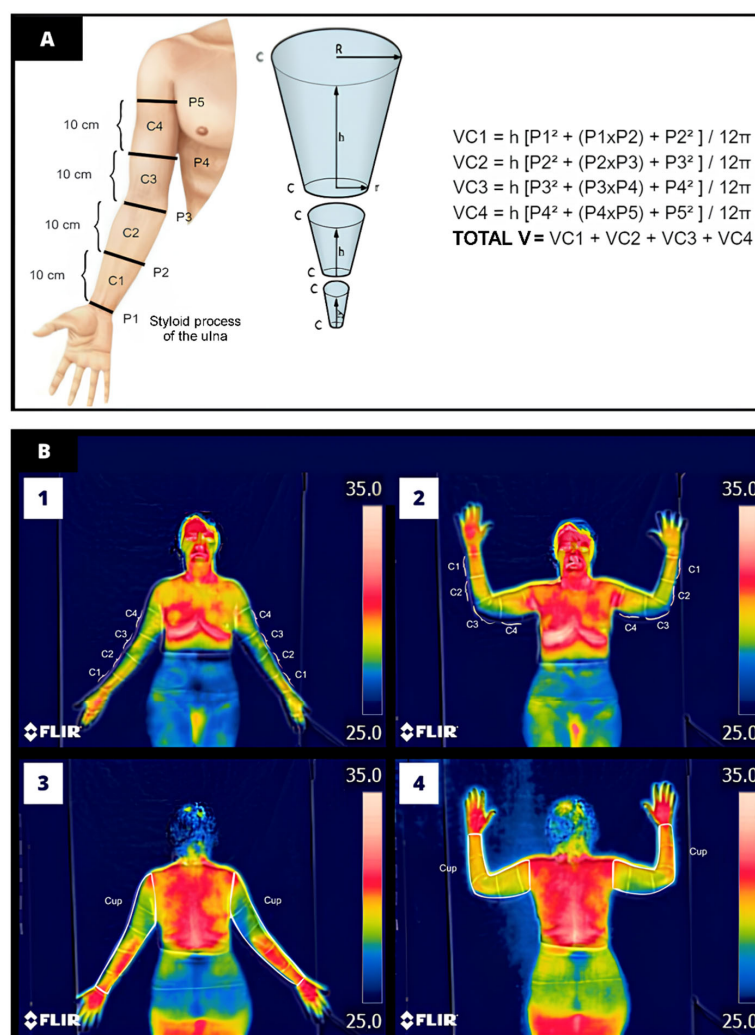 A
C
R
P5
10 cm
C4
h
P4
10 cm
C3
C
r
P3
10 cm
C2
h
P2
10 cm
C1
C
P1
Styloid process
of the ulna
h
C
VC1 = h [P1² + (P1xP2) + P2² ] / 12π
VC2 = h [P2² + (P2xP3) + P3² ] / 12π
VC3 = h [P3² + (P3xP4) + P4² ] / 12π
VC4 = h [P4² + (P4xP5) + P5² ] / 12π
TOTAL V = VC1 + VC2 + VC3 + VC4
B
1
35.0
C4
C3
C2
C1
C4
C3
C2
C1
FLIR
25.0
2
35.0
C1
C2
C3
C4
C1
C2
C3
C4
FLIR
25.0
3
35.0
Cup
Cup
FLIR
25.0
4
35.0
Cup
Cup
FLIR
25.0